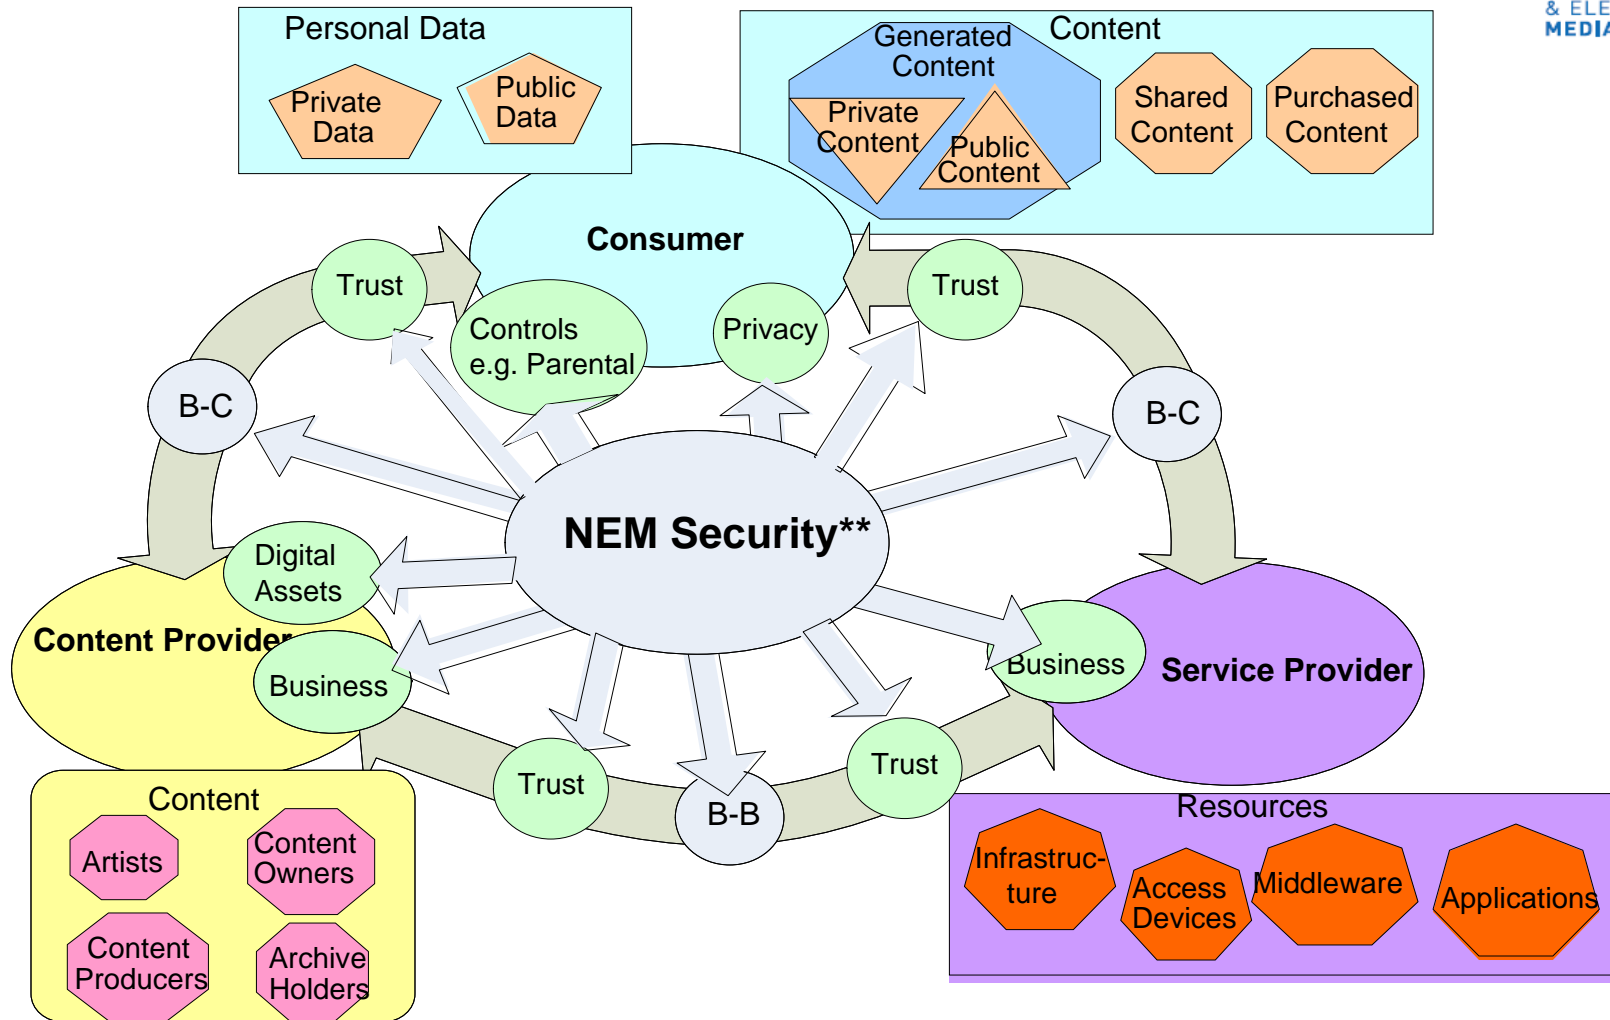 & ELE
MEDIA
Personal Data
Private
Data
Public
Data
Content
Generated
Content
Private
Content
Public
Content
Shared
Content
Purchased
Content
Consumer
Trust
Trust
Controls
e.g. Parental
Privacy
B-C
B-C
NEM Security**
Digital
Assets
Content Provider
Business
Business
Service Provider
Trust
B-B
Trust
Content
Artists
Content
Owners
Content
Producers
Archive
Holders
Resources
Infrastruc-
ture
Access
Devices
Middleware
Applications